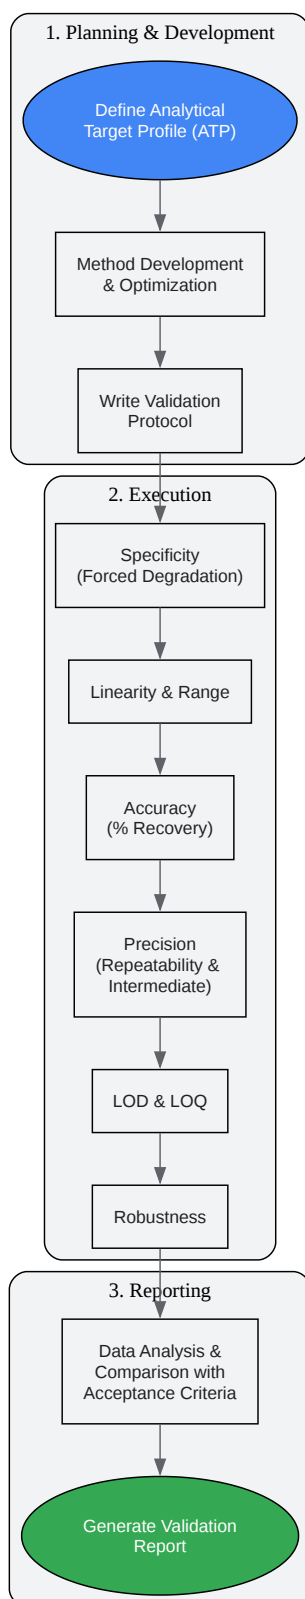 1. Planning & Development
Define Analytical
Target Profile (ATP)
Method Development
& Optimization
Write Validation
Protocol
2. Execution
Specificity
(Forced Degradation)
Linearity & Range
Accuracy
(% Recovery)
Precision
(Repeatability &
Intermediate)
LOD & LOQ
Robustness
3. Reporting
Data Analysis &
Comparison with
Acceptance Criteria
Generate Validation
Report